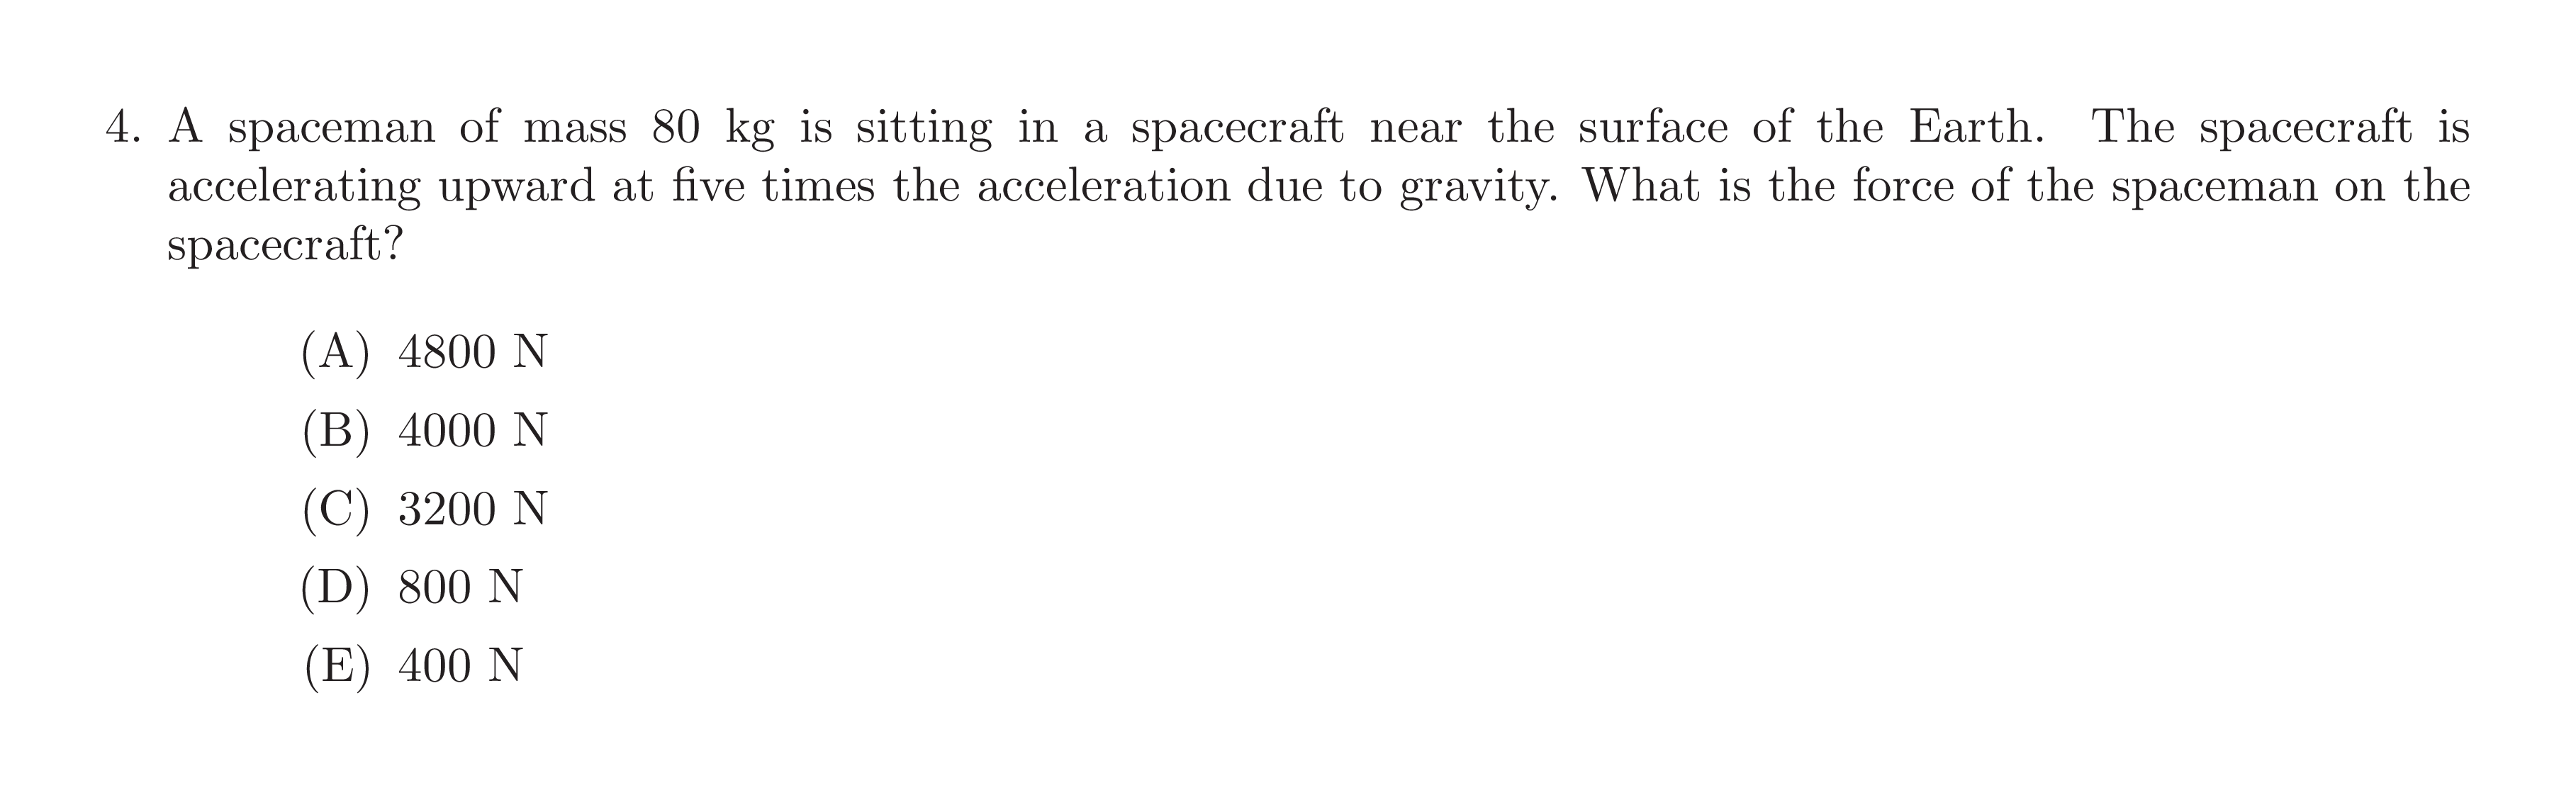 4. A spaceman of mass 80 kg is sitting in a spacecraft near the surface of the Earth. The spacecraft is
accelerating upward at five times the acceleration due to gravity. What is the force of the spaceman on the
spacecraft?
(A) 4800 N
(B) 4000 N
(C) 3200 N
(D) 800 N
(E) 400 N